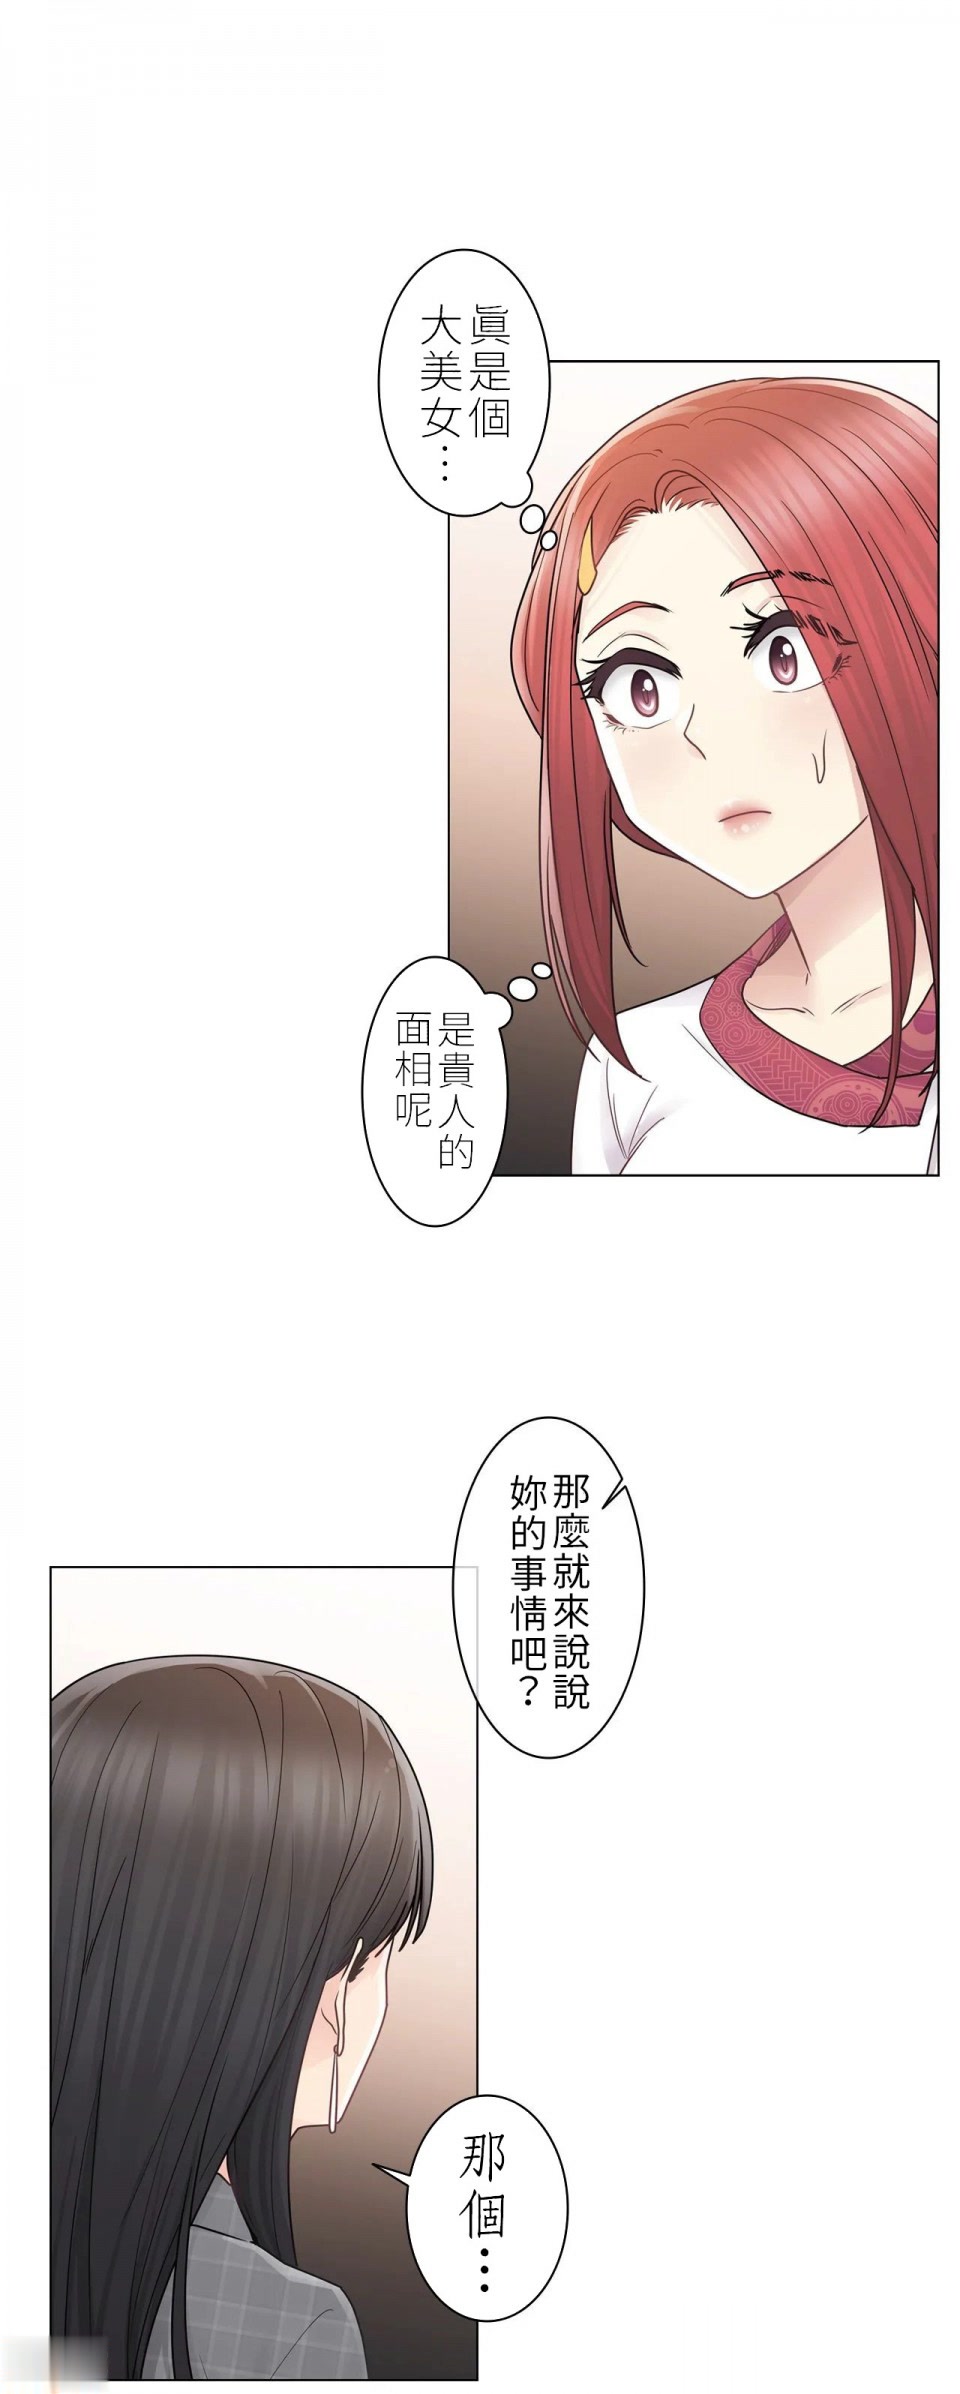 眞是個
大美女…
是貴人的
面相呢
那麼就來說說
妳的事情吧？
那個…